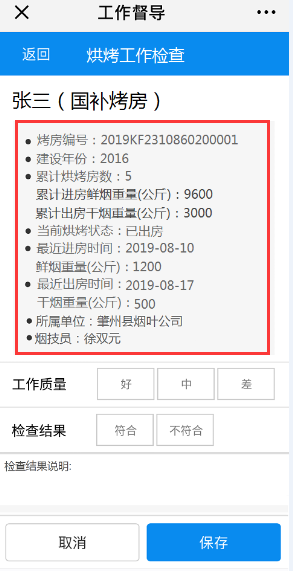 工作督导
返回 烘烤工作检查
张三（国补烤房）
烤房编号：2019KF2310860200001
建设年份：2016
累计烘烤房数：5
累计进房鲜烟重量(公斤)：9600
累计出房干烟重量(公斤)：3000
当前烘烤状态：已出房
最近进房时间：2019-08-10
鲜烟重量(公斤)：1200
最近出房时间：2019-08-17
干烟重量(公斤)：500
所属单位：肇州县烟叶公司
烟技员：徐双元
工作质量 好 中 差
检查结果 符合 不符合
检查结果说明:
取消 保存